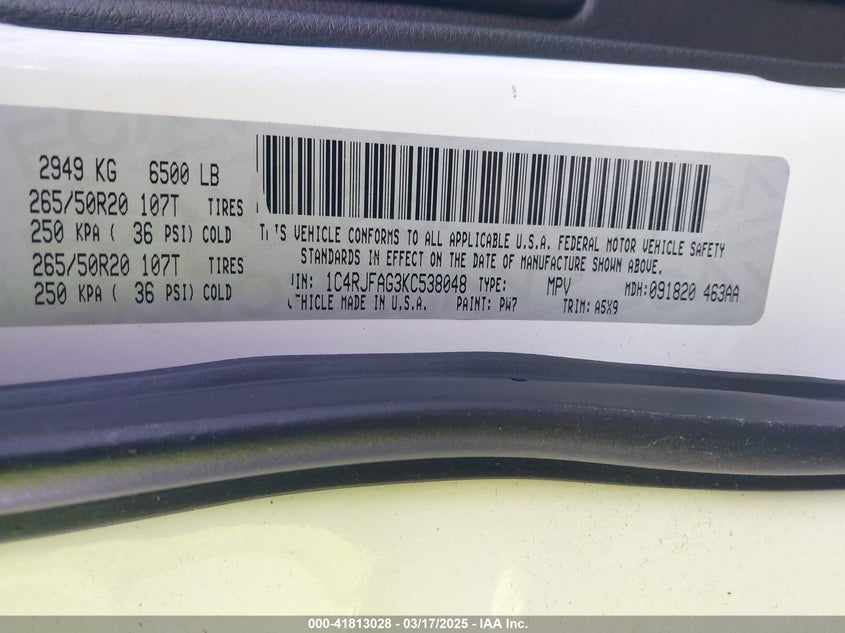 2949 KG 6500 LB
265/50R20 107T TIRES
250 KPA ( 36 PSI) COLD
265/50R20 107T TIRES
250 KPA ( 36 PSI) COLD
THIS VEHICLE CONFORMS TO ALL APPLICABLE U.S.A. FEDERAL MOTOR VEHICLE SAFETY
STANDARDS IN EFFECT ON THE DATE OF MANUFACTURE SHOWN ABOVE.
VIN: 1C4RJFAG3KC538048 TYPE: MPV MDH:091820 463AA
VEHICLE MADE IN U.S.A. PAINT: PW7 TRIM: A5X9
000-41813028 - 03/17/2025 - IAA Inc.